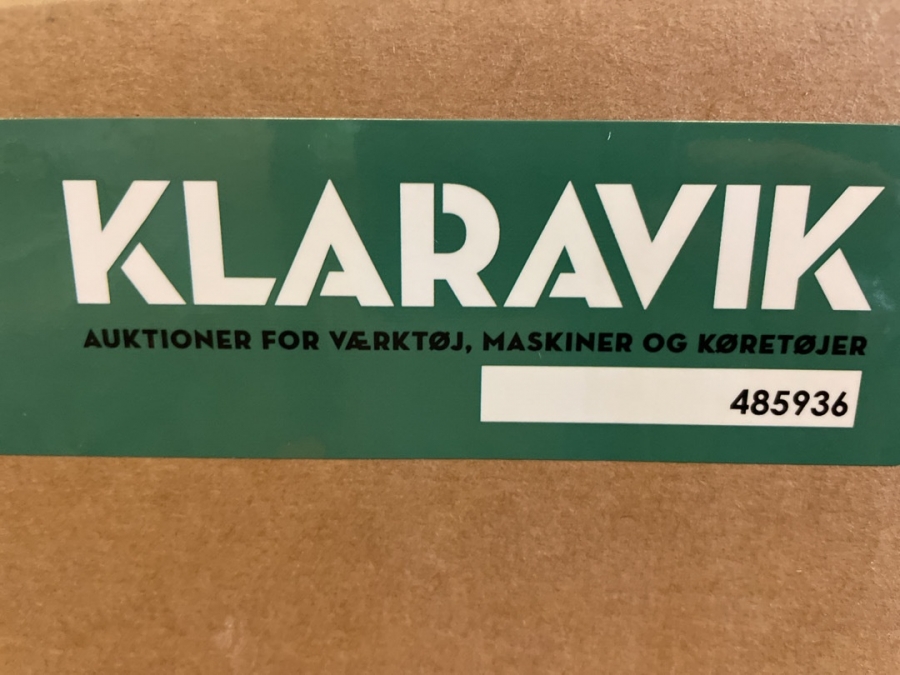 KLARAVIK
AUKTIONER FOR VÆRKTØJ, MASKINER OG KØRETØJER
485936